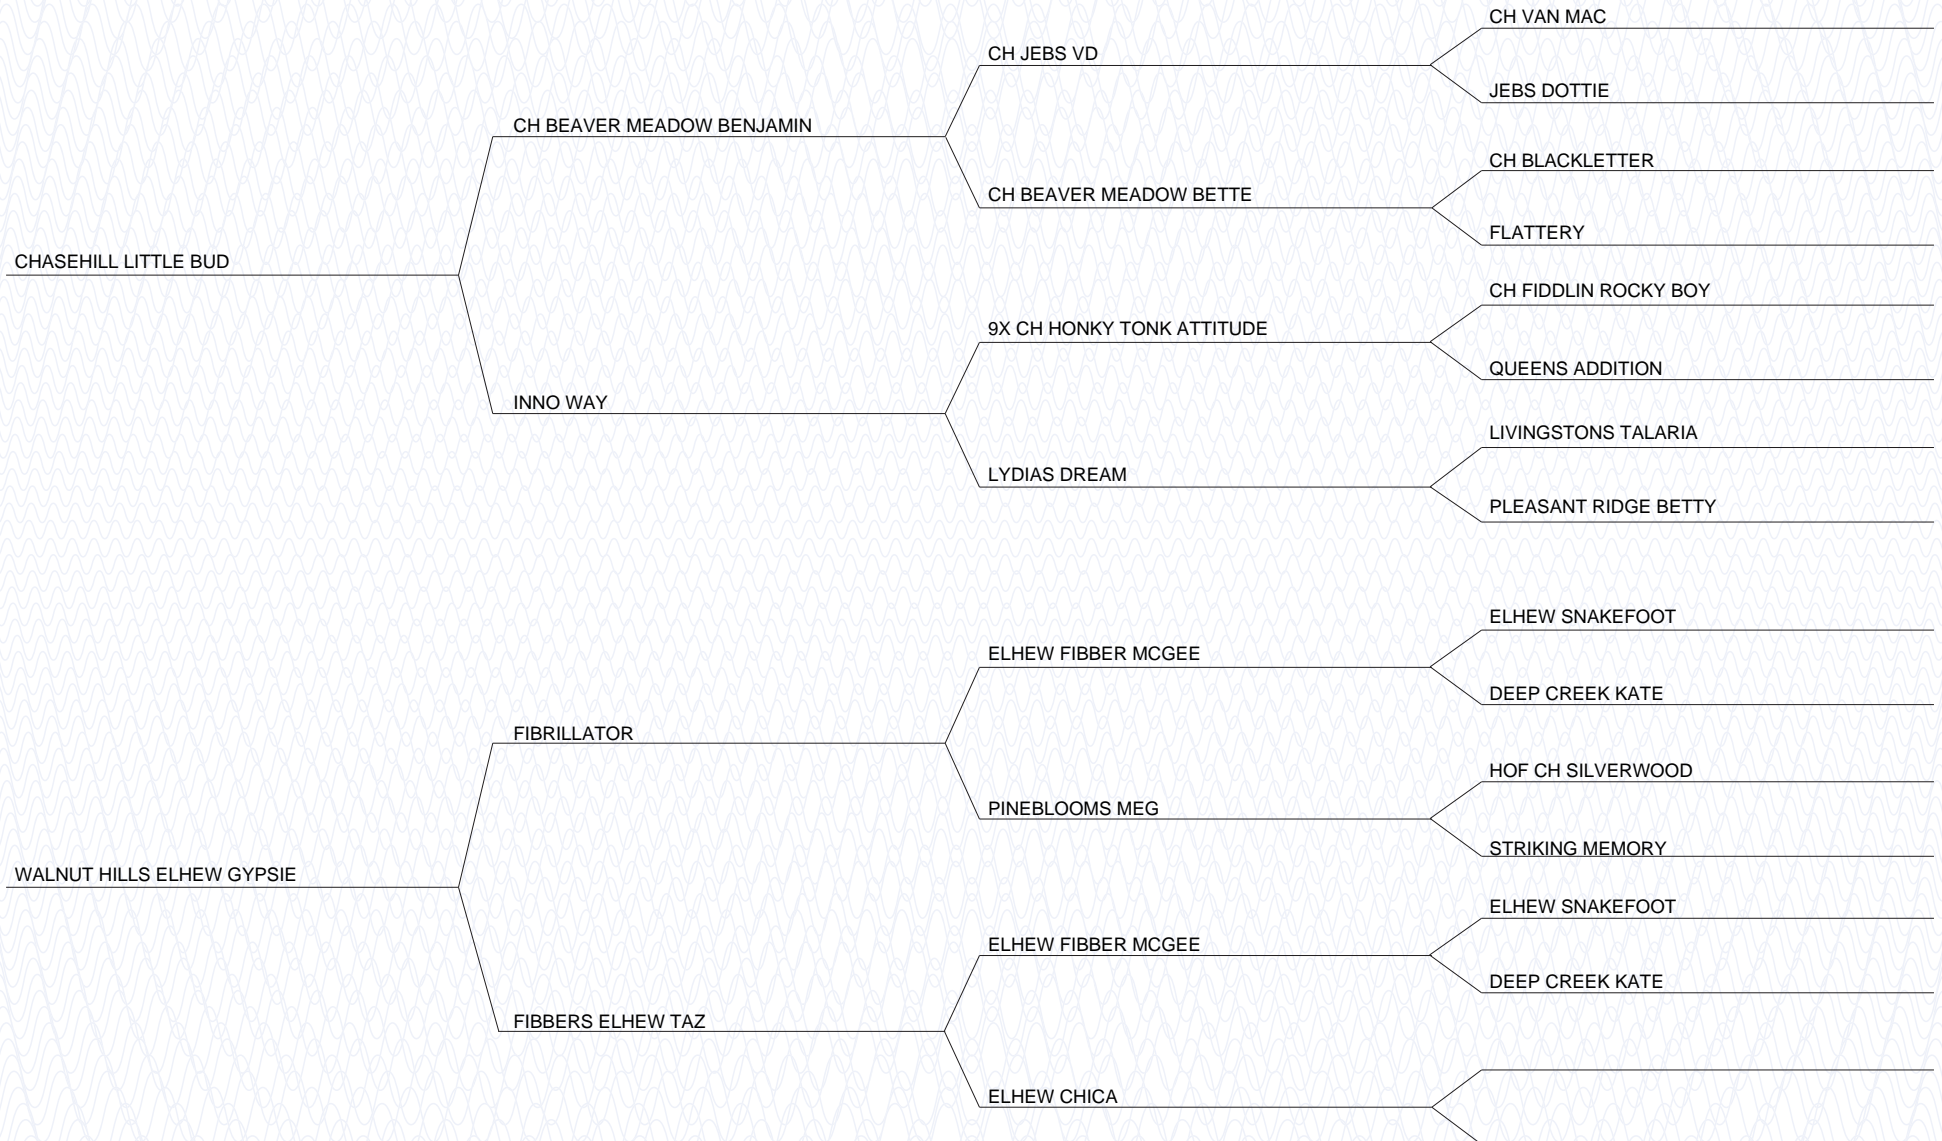 CH VAN MAC
CH JEBS VD
JEBS DOTTIE
CH BEAVER MEADOW BENJAMIN
CH BLACKLETTER
CH BEAVER MEADOW BETTE
FLATTERY
CHASEHILL LITTLE BUD
CH FIDDLIN ROCKY BOY
9X CH HONKY TONK ATTITUDE
QUEENS ADDITION
INNO WAY
LIVINGSTONS TALARIA
LYDIAS DREAM
PLEASANT RIDGE BETTY
ELHEW SNAKEFOOT
ELHEW FIBBER MCGEE
DEEP CREEK KATE
FIBRILLATOR
HOF CH SILVERWOOD
PINEBLOOMS MEG
STRIKING MEMORY
WALNUT HILLS ELHEW GYPSIE
ELHEW SNAKEFOOT
ELHEW FIBBER MCGEE
DEEP CREEK KATE
FIBBERS ELHEW TAZ
ELHEW CHICA